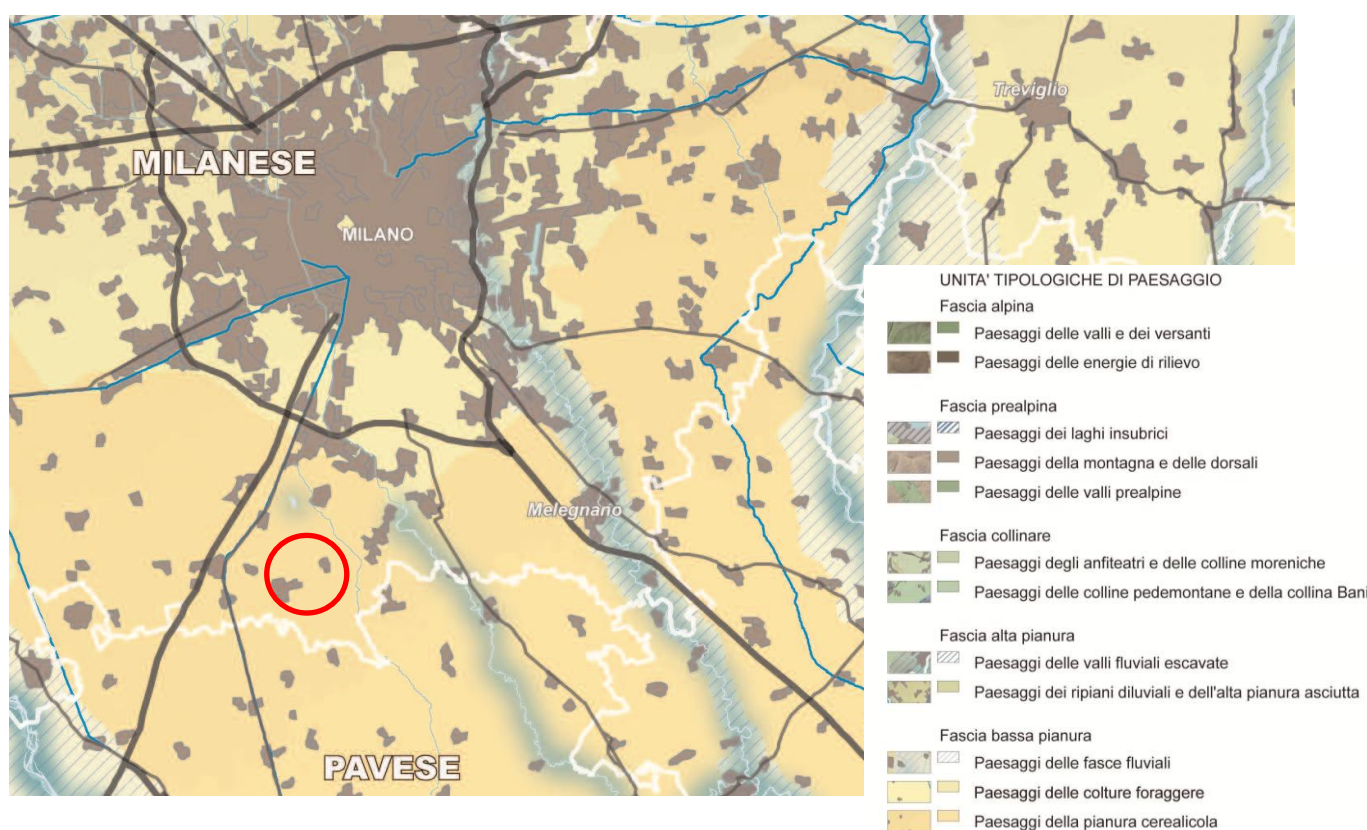 Treviglio
MILANESE
MILANO
Melegnano
PAVESE
UNITA' TIPOLOGICHE DI PAESAGGIO
Fascia alpina
Paesaggi delle valli e dei versanti
Paesaggi delle energie di rilievo
Fascia prealpina
Paesaggi dei laghi insubrici
Paesaggi della montagna e delle dorsali
Paesaggi delle valli prealpine
Fascia collinare
Paesaggi degli anfiteatri e delle colline moreniche
Paesaggi delle colline pedemontane e della collina Bani
Fascia alta pianura
Paesaggi delle valli fluviali escavate
Paesaggi dei ripiani diluviali e dell'alta pianura asciutta
Fascia bassa pianura
Paesaggi delle fasce fluviali
Paesaggi delle colture foraggere
Paesaggi della pianura cerealicola